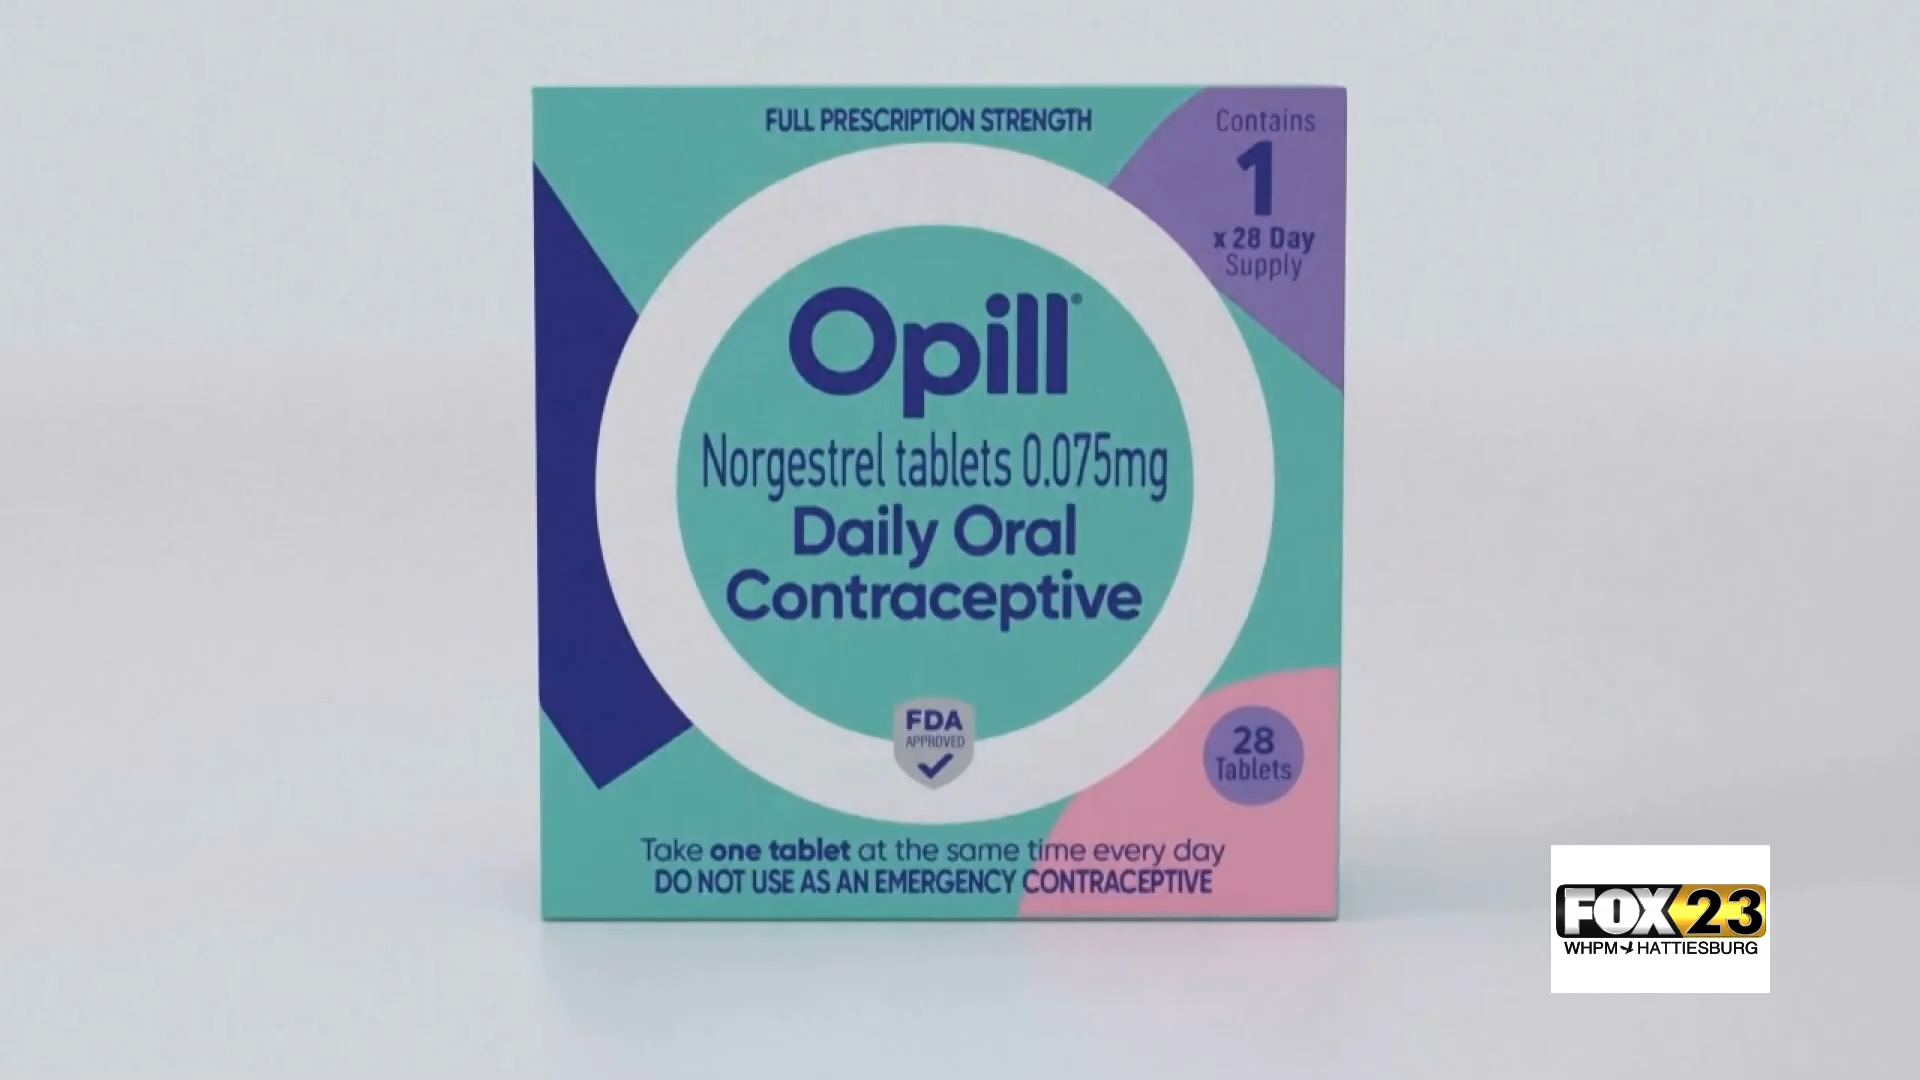 FULL PRESCRIPTION STRENGTH
Contains
1
x 28 Day
Supply
Opill®
Norgestrel tablets 0.075mg
Daily Oral
Contraceptive
FDA
APPROVED
28
Tablets
Take one tablet at the same time every day
DO NOT USE AS AN EMERGENCY CONTRACEPTIVE
FOX 23
WHPM HATTIESBURG